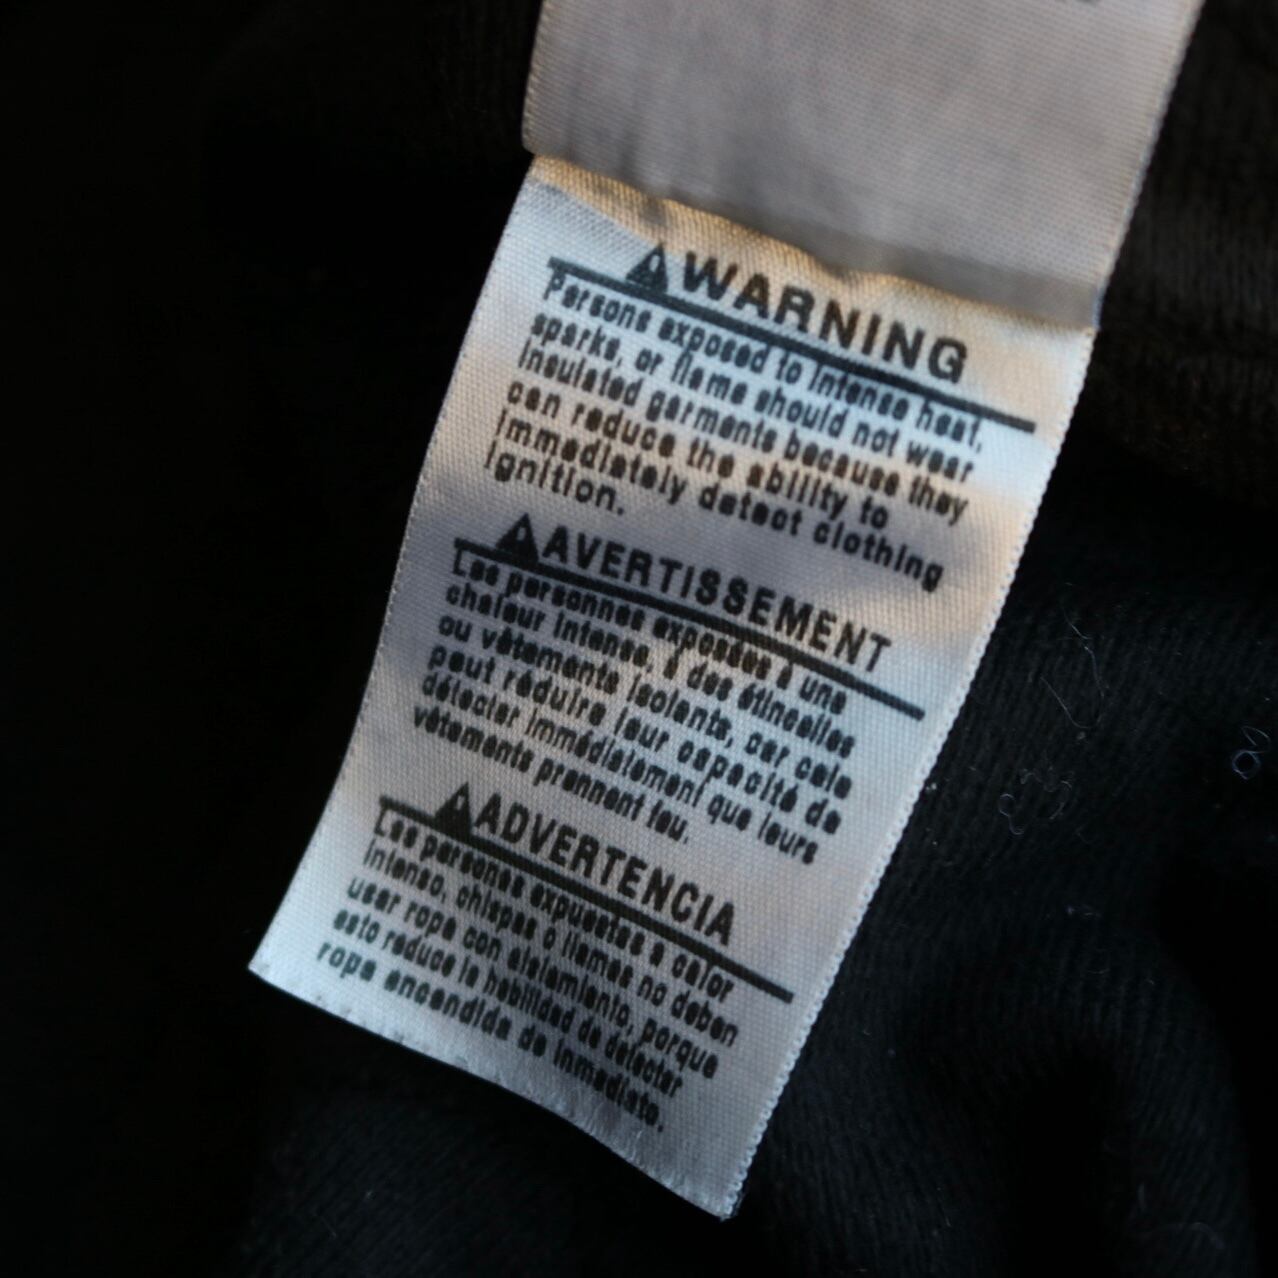 WARNING
Persons exposed to intense heat,
sparks, or flame should not wear
insulated garments because they
can reduce the ability to
immediately detect clothing
ignition.
AVERTISSEMENT
Les personnes exposées à une
chaleur intense, à des étincelles
ou vêtements isolants, car cela
peut réduire leur capacité de
détecter immédiatement que leurs
vêtements prennent feu.
ADVERTENCIA
Las personas expuestas a calor
intenso, chispas o llamas no deben
usar ropa con aislamiento, porque
esto reduce la habilidad de detectar
ropa encendida de inmediato.